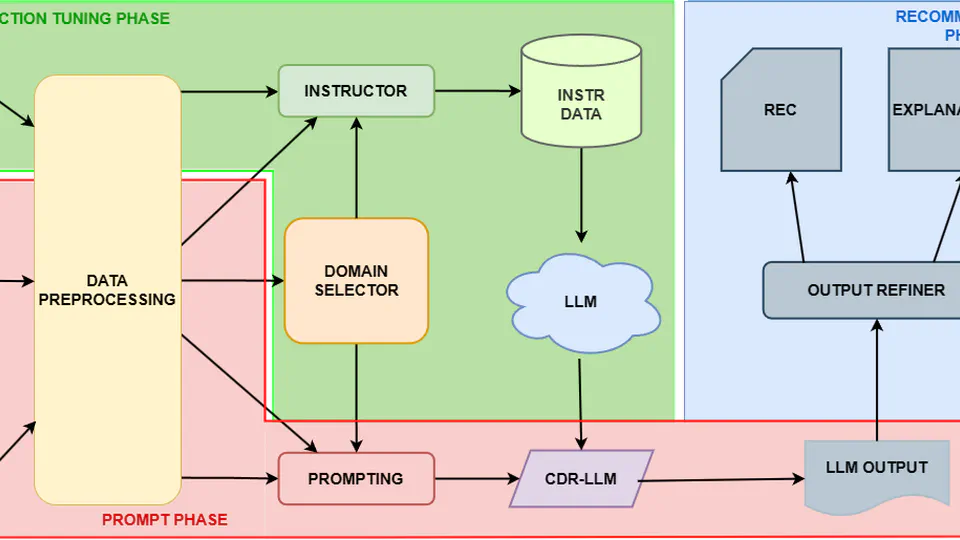 CTION TUNING PHASE
RECOMM
PH
INSTRUCTOR
INSTR
DATA
REC
EXPLANA
DATA
PREPROCESSING
DOMAIN
SELECTOR
LLM
OUTPUT REFINER
PROMPTING
CDR-LLM
LLM OUTPUT
PROMPT PHASE